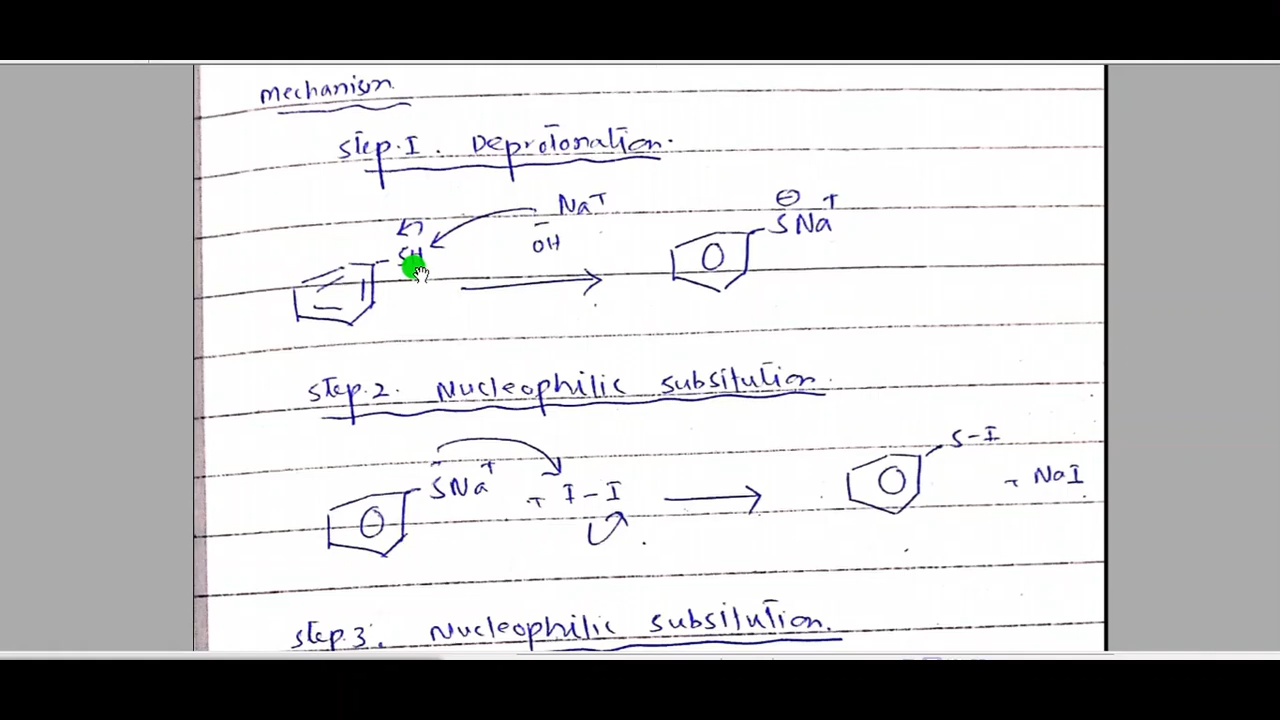 mechanism.
Step.I. Deprotonation.
Na+
-
OH
SH
⊖ +
SNa
Step.2. Nucleophilic subsitution.
- +
SNa + I-I
S-I
+ NaI
Step.3. Nucleophilic subsitution.